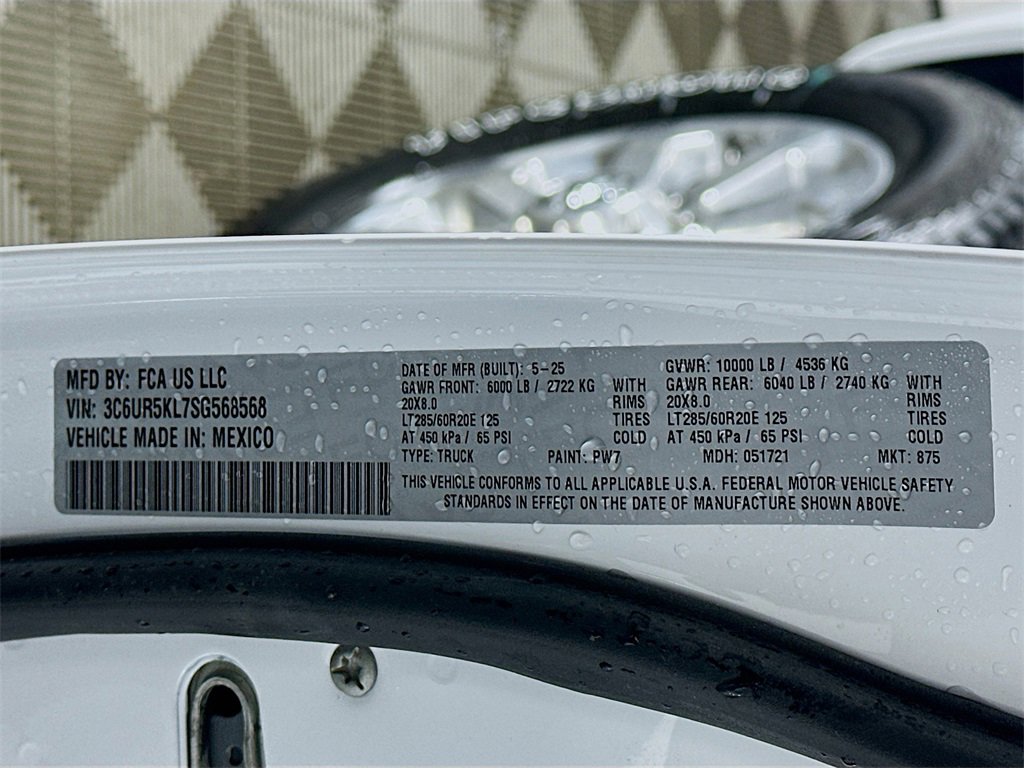 MFD BY: FCA US LLC
VIN: 3C6UR5KL7SG568568
VEHICLE MADE IN: MEXICO
DATE OF MFR (BUILT): 5-25
GAWR FRONT: 6000 LB / 2722 KG WITH
20X8.0 RIMS
LT285/60R20E 125 TIRES
AT 450 kPa / 65 PSI COLD
GVWR: 10000 LB / 4536 KG
GAWR REAR: 6040 LB / 2740 KG WITH
20X8.0 RIMS
LT285/60R20E 125 TIRES
AT 450 kPa / 65 PSI COLD
TYPE: TRUCK PAINT: PW7 MDH: 051721 MKT: 875
THIS VEHICLE CONFORMS TO ALL APPLICABLE U.S.A. FEDERAL MOTOR VEHICLE SAFETY
STANDARDS IN EFFECT ON THE DATE OF MANUFACTURE SHOWN ABOVE.